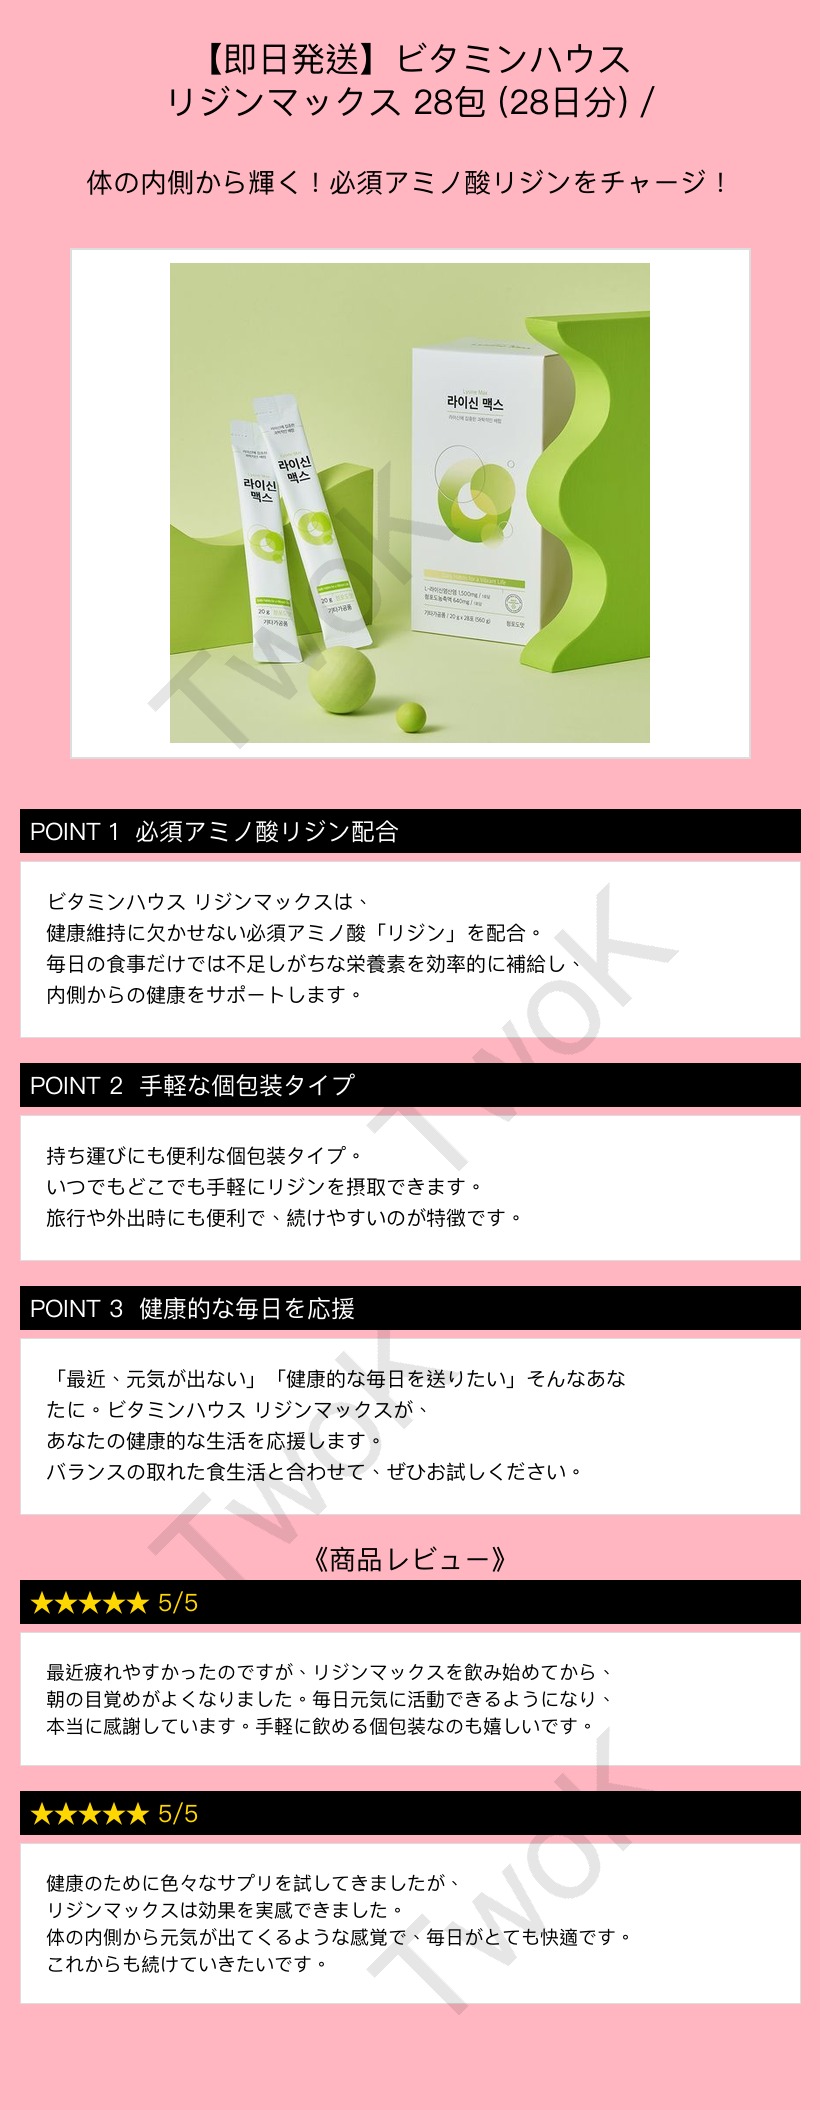 【即日発送】ビタミンハウス
リジンマックス 28包 (28日分) /
体の内側から輝く！必須アミノ酸リジンをチャージ！
Lysine Max
라이신 맥스
라이신 맥스
라이신 맥스
L-라이신염산염 1,500mg / 1포당
청포도농축액 640mg / 1포당
기타가공품 / 20 g x 28포 (560 g)
청포도맛
20 g
기타가공품
20 g
기타가공품
TwoK
POINT 1 必須アミノ酸リジン配合
ビタミンハウス リジンマックスは、
健康維持に欠かせない必須アミノ酸「リジン」を配合。
毎日の食事だけでは不足しがちな栄養素を効率的に補給し、
内側からの健康をサポートします。
TwoK
POINT 2 手軽な個包装タイプ
持ち運びにも便利な個包装タイプ。
いつでもどこでも手軽にリジンを摂取できます。
旅行や外出時にも便利で、続けやすいのが特徴です。
POINT 3 健康的な毎日を応援
「最近、元気が出ない」「健康的な毎日を送りたい」そんなあな
たに。ビタミンハウス リジンマックスが、
あなたの健康的な生活を応援します。
バランスの取れた食生活と合わせて、ぜひお試しください。
TwoK
《商品レビュー》
★★★★★ 5/5
最近疲れやすかったのですが、リジンマックスを飲み始めてから、
朝の目覚めがよくなりました。毎日元気に活動できるようになり、
本当に感謝しています。手軽に飲める個包装なのも嬉しいです。
★★★★★ 5/5
健康のために色々なサプリを試してきましたが、
リジンマックスは効果を実感できました。
体の内側から元気が出てくるような感覚で、毎日がとても快適です。
これからも続けていきたいです。
TwoK